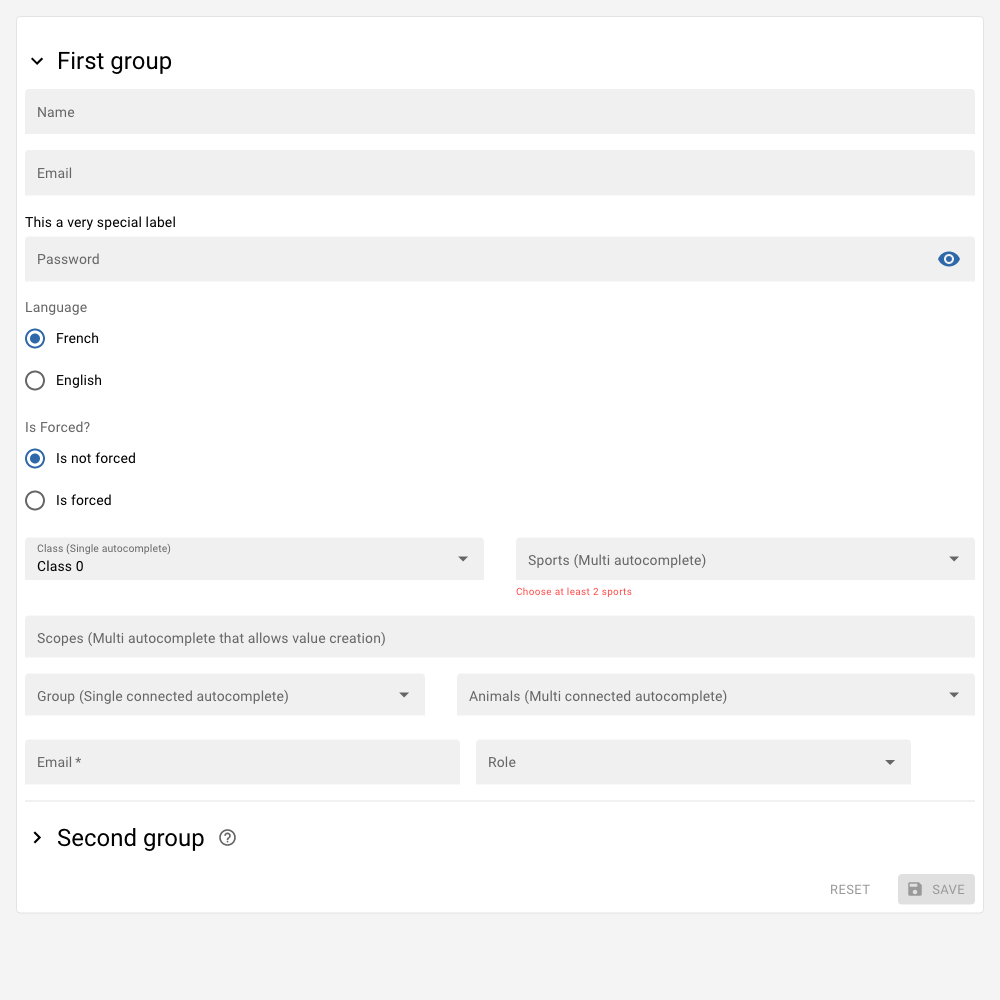 First group
Name
Email
This a very special label
Password
Language
French
English
Is Forced?
Is not forced
Is forced
Class (Single autocomplete)
Class 0
Sports (Multi autocomplete)
Choose at least 2 sports
Scopes (Multi autocomplete that allows value creation)
Group (Single connected autocomplete)
Animals (Multi connected autocomplete)
Email *
Role
Second group
RESET
SAVE